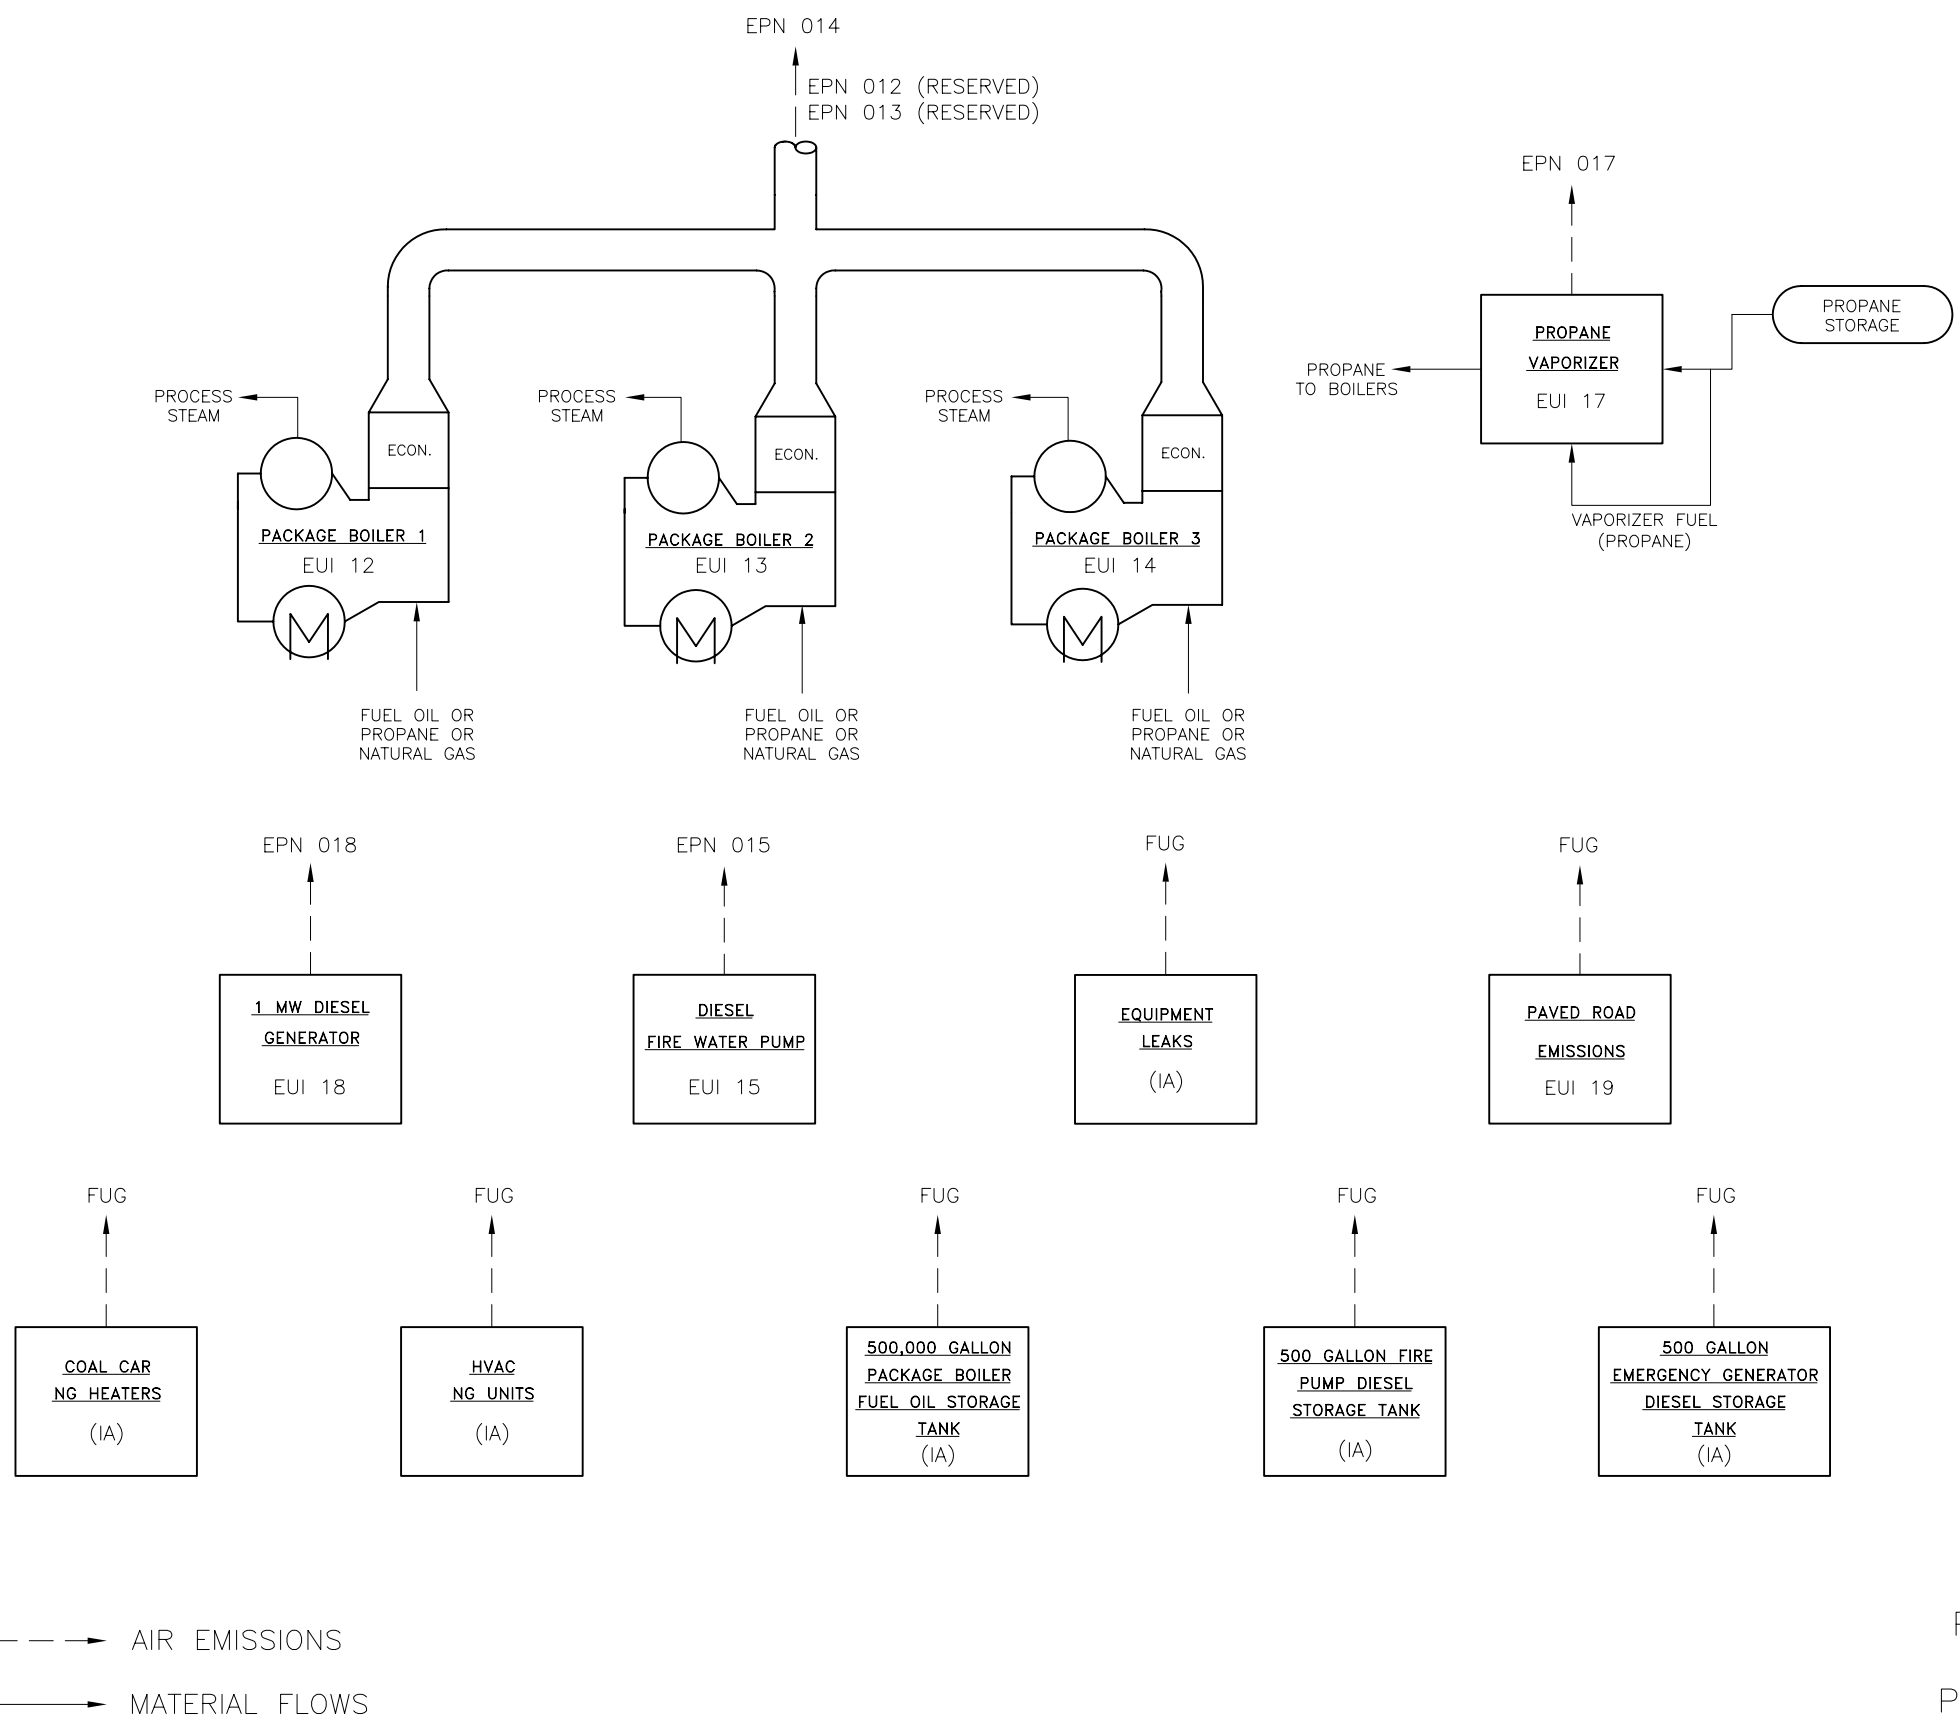 EPN 014
EPN 012 (RESERVED)
EPN 013 (RESERVED)
EPN 017
PROPANE
STORAGE
PROPANE
VAPORIZER
EUI 17
PROPANE
TO BOILERS
VAPORIZER FUEL
(PROPANE)
PROCESS
STEAM
ECON.
PACKAGE BOILER 1
EUI 12
M
FUEL OIL OR
PROPANE OR
NATURAL GAS
PROCESS
STEAM
ECON.
PACKAGE BOILER 2
EUI 13
M
FUEL OIL OR
PROPANE OR
NATURAL GAS
PROCESS
STEAM
ECON.
PACKAGE BOILER 3
EUI 14
M
FUEL OIL OR
PROPANE OR
NATURAL GAS
EPN 018
1 MW DIESEL
GENERATOR
EUI 18
EPN 015
DIESEL
FIRE WATER PUMP
EUI 15
FUG
EQUIPMENT
LEAKS
(IA)
FUG
PAVED ROAD
EMISSIONS
EUI 19
FUG
COAL CAR
NG HEATERS
(IA)
FUG
HVAC
NG UNITS
(IA)
FUG
500,000 GALLON
PACKAGE BOILER
FUEL OIL STORAGE
TANK
(IA)
FUG
500 GALLON FIRE
PUMP DIESEL
STORAGE TANK
(IA)
FUG
500 GALLON
EMERGENCY GENERATOR
DIESEL STORAGE
TANK
(IA)
AIR EMISSIONS
MATERIAL FLOWS
P